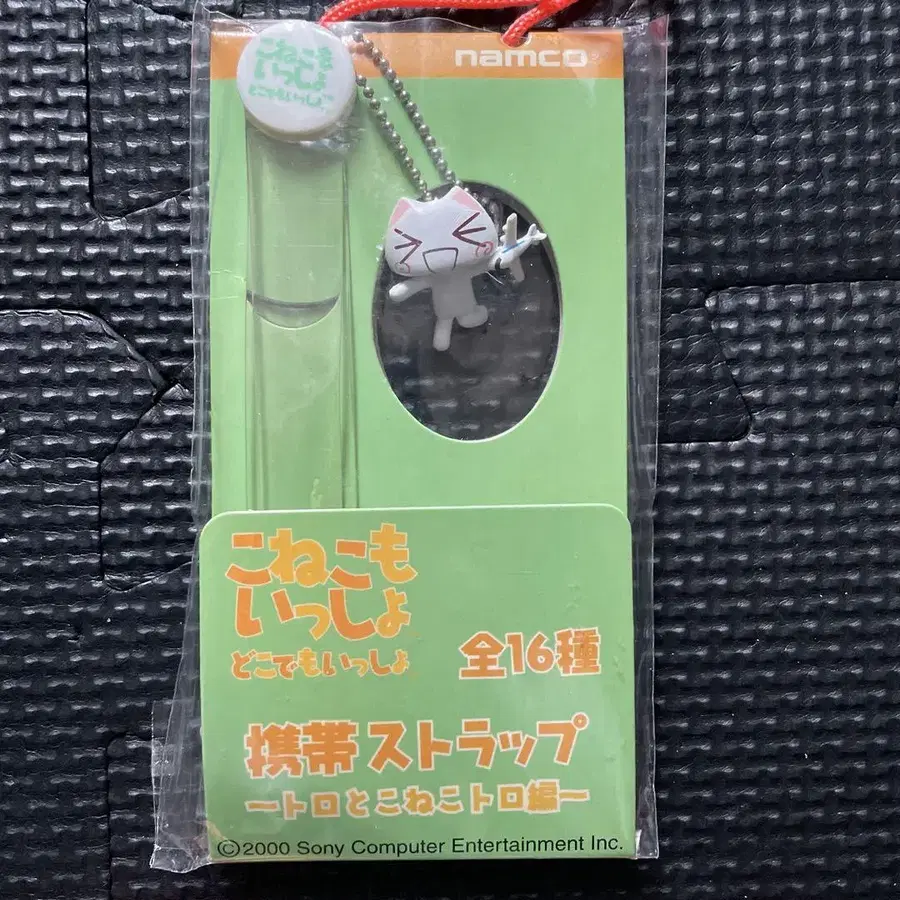 namco
こねこも
いっしょ
どこでもいっしょ
こねこも
いっしょ
どこでもいっしょ
全16種
携帯ストラップ
ートロとこねこトロ編ー
©2000 Sony Computer Entertainment Inc.